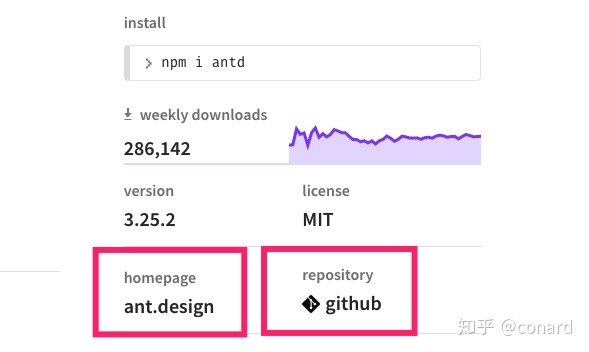 install
npm i antd
weekly downloads
286,142
version
license
3.25.2
MIT
homepage
repository
ant.design
github
知乎 @conard